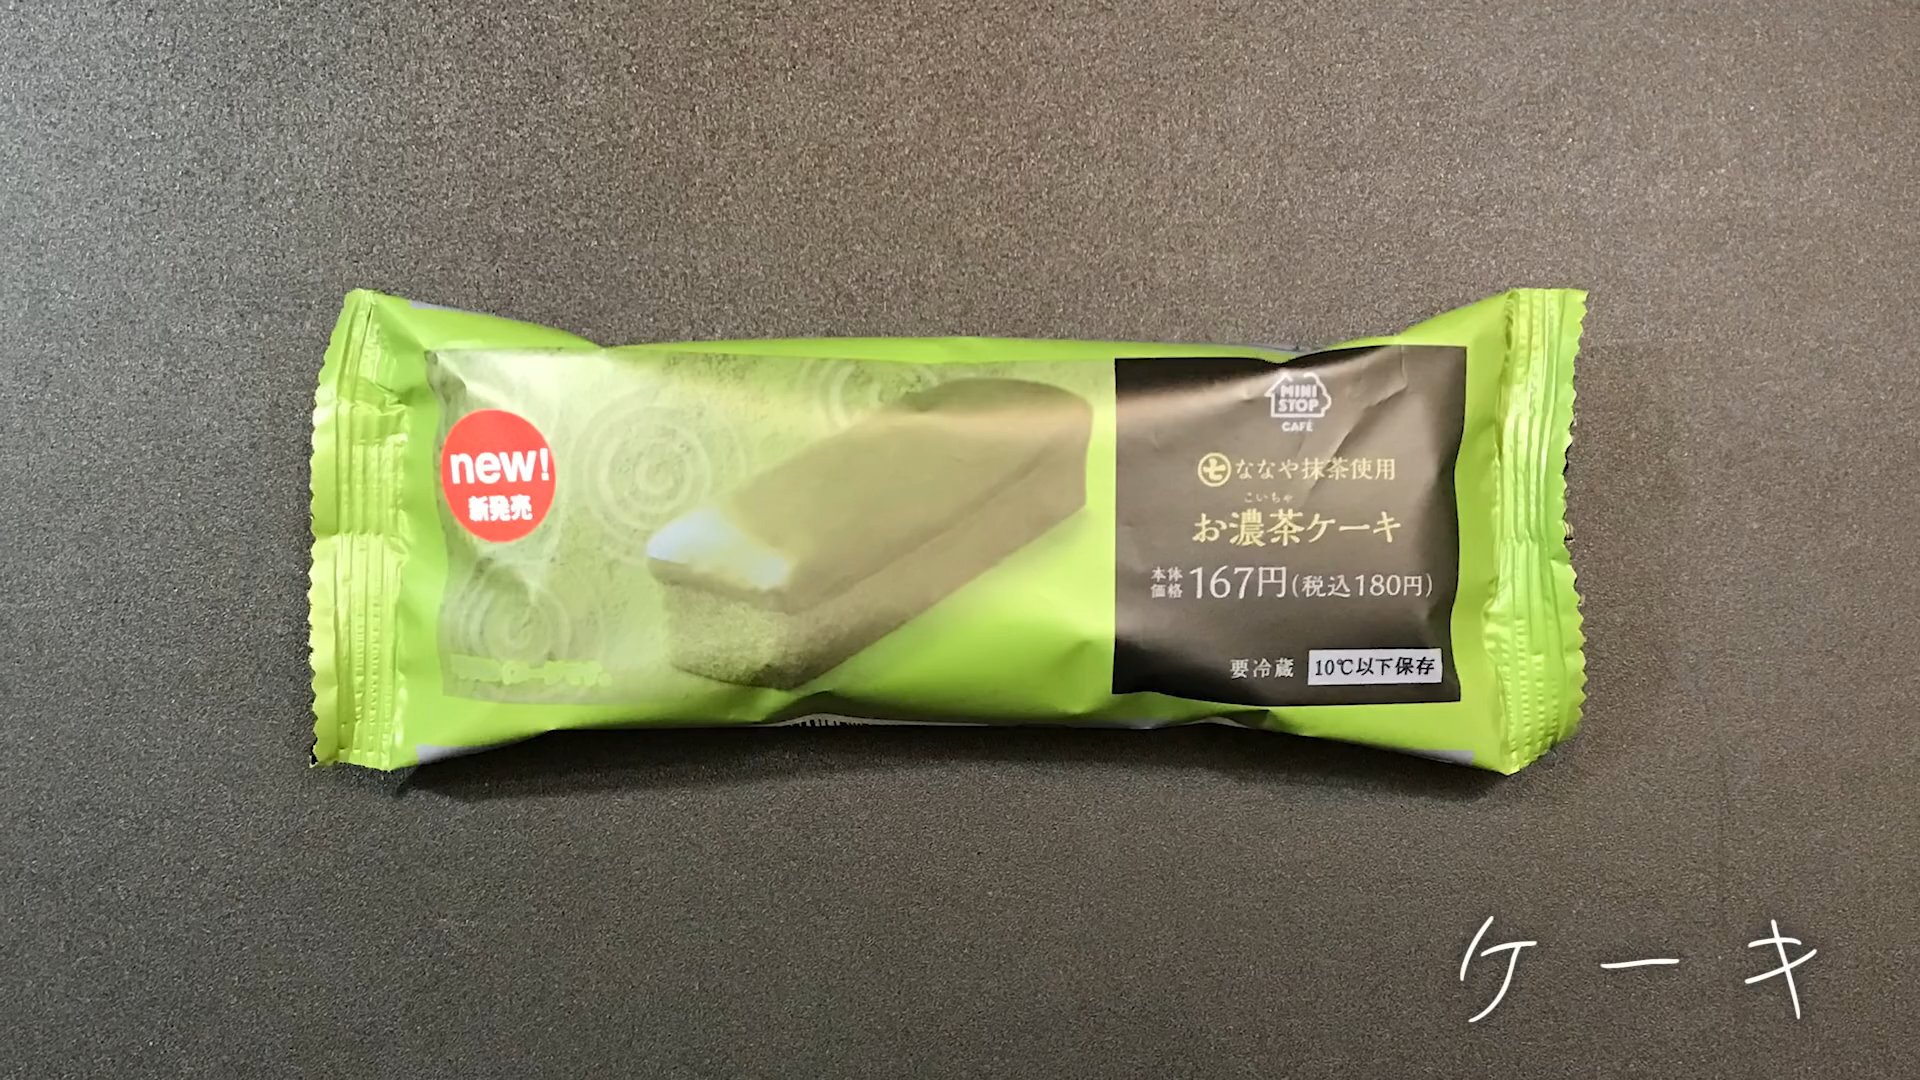 new!
新発売
MINI
STOP
CAFÉ
七 ななや抹茶使用
こいちゃ
お濃茶ケーキ
本体価格 167円(税込180円)
要冷蔵 10℃以下保存
ケーキ